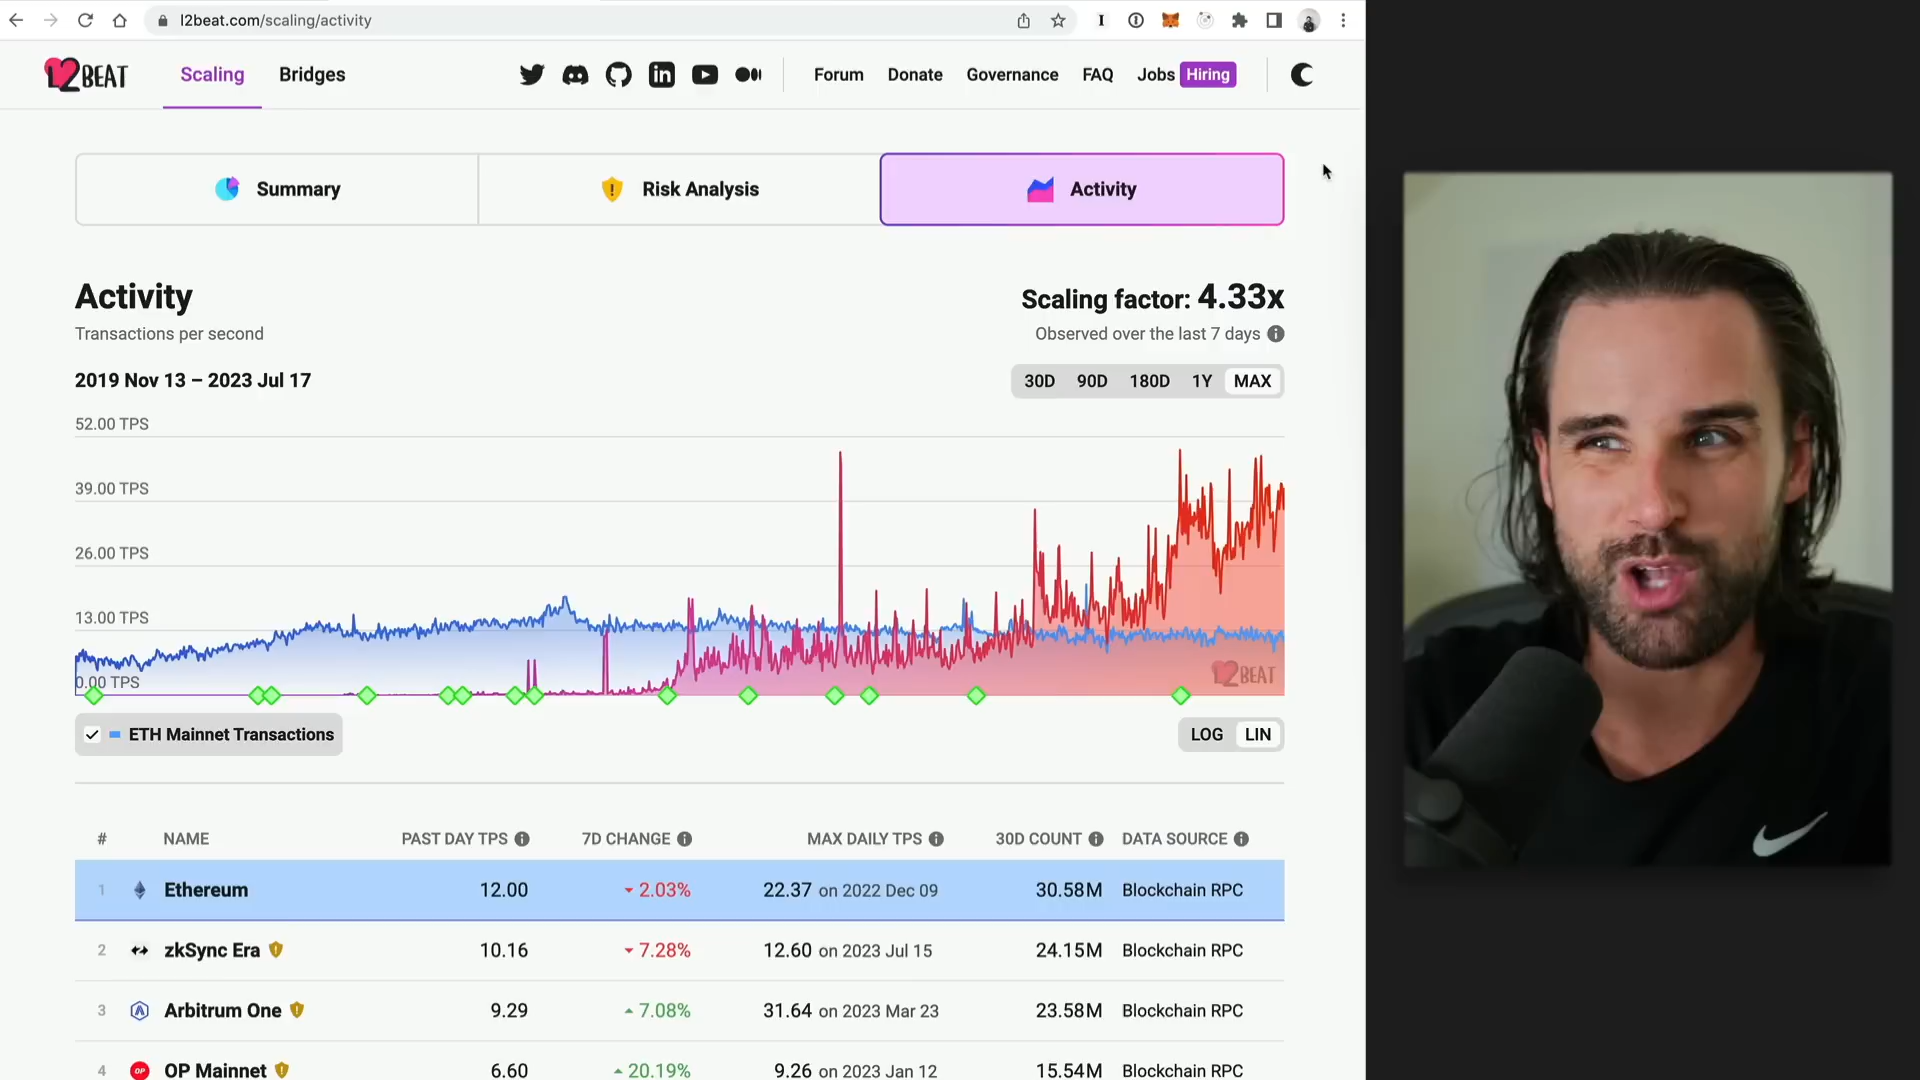 l2beat.com/scaling/activity
L2BEAT
Scaling
Bridges
Forum
Donate
Governance
FAQ
Jobs
Hiring
Summary
Risk Analysis
Activity
Activity
Scaling factor: 4.33x
Transactions per second
Observed over the last 7 days
2019 Nov 13 – 2023 Jul 17
30D 90D 180D 1Y MAX
52.00 TPS
39.00 TPS
26.00 TPS
13.00 TPS
0.00 TPS
L2BEAT
ETH Mainnet Transactions
LOG LIN
# NAME PAST DAY TPS 7D CHANGE MAX DAILY TPS 30D COUNT DATA SOURCE
1 Ethereum 12.00 2.03% 22.37 on 2022 Dec 09 30.58M Blockchain RPC
2 zkSync Era 10.16 7.28% 12.60 on 2023 Jul 15 24.15M Blockchain RPC
3 Arbitrum One 9.29 7.08% 31.64 on 2023 Mar 23 23.58M Blockchain RPC
4 OP OP Mainnet 6.60 20.19% 9.26 on 2023 Jan 12 15.54M Blockchain RPC